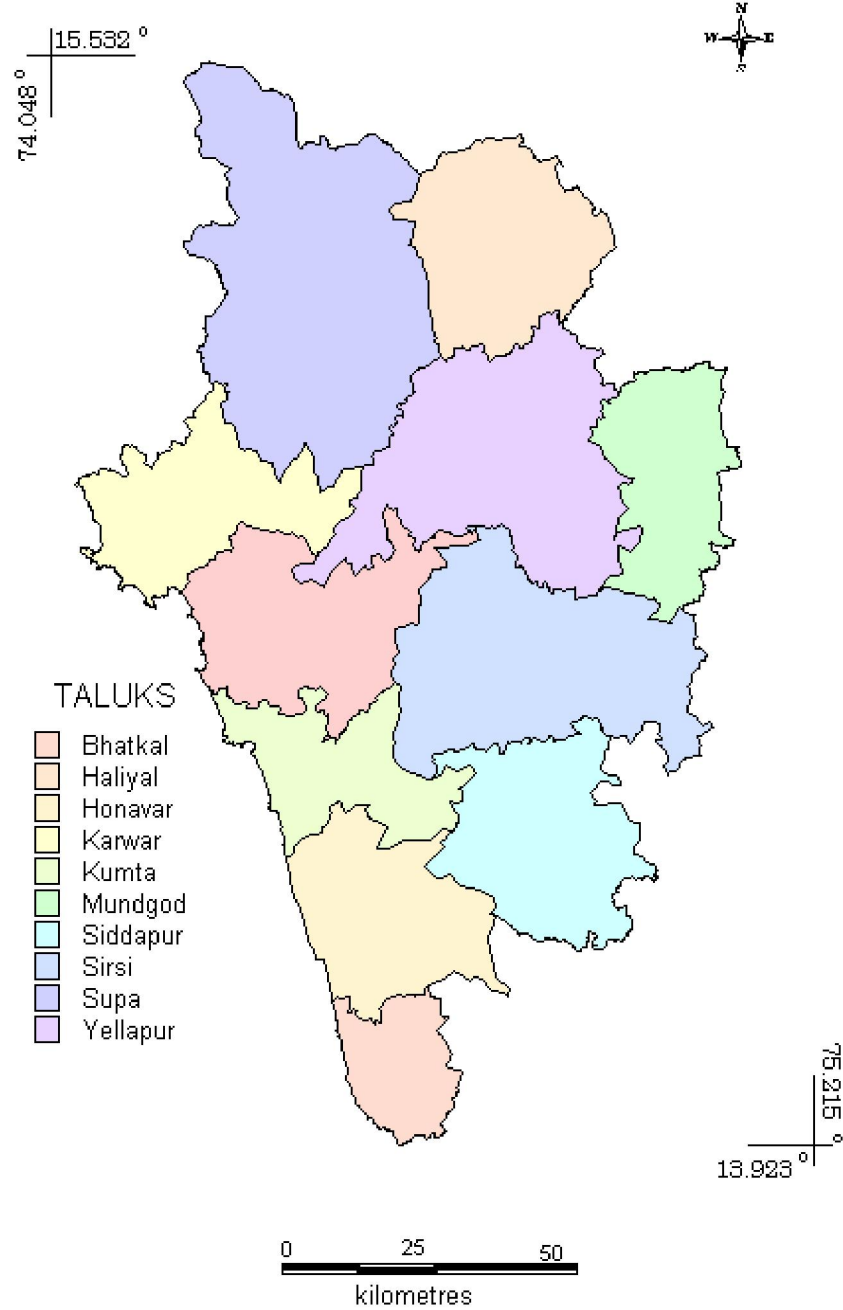 N
15.532 °
W E
74.048 °
TALUKS
Bhatkal
Haliyal
Honavar
Karwar
Kumta
Mundgod
Siddapur
Sirsi
Supa
Yellapur
75.215 °
13.923 °
0 25 50
kilometres